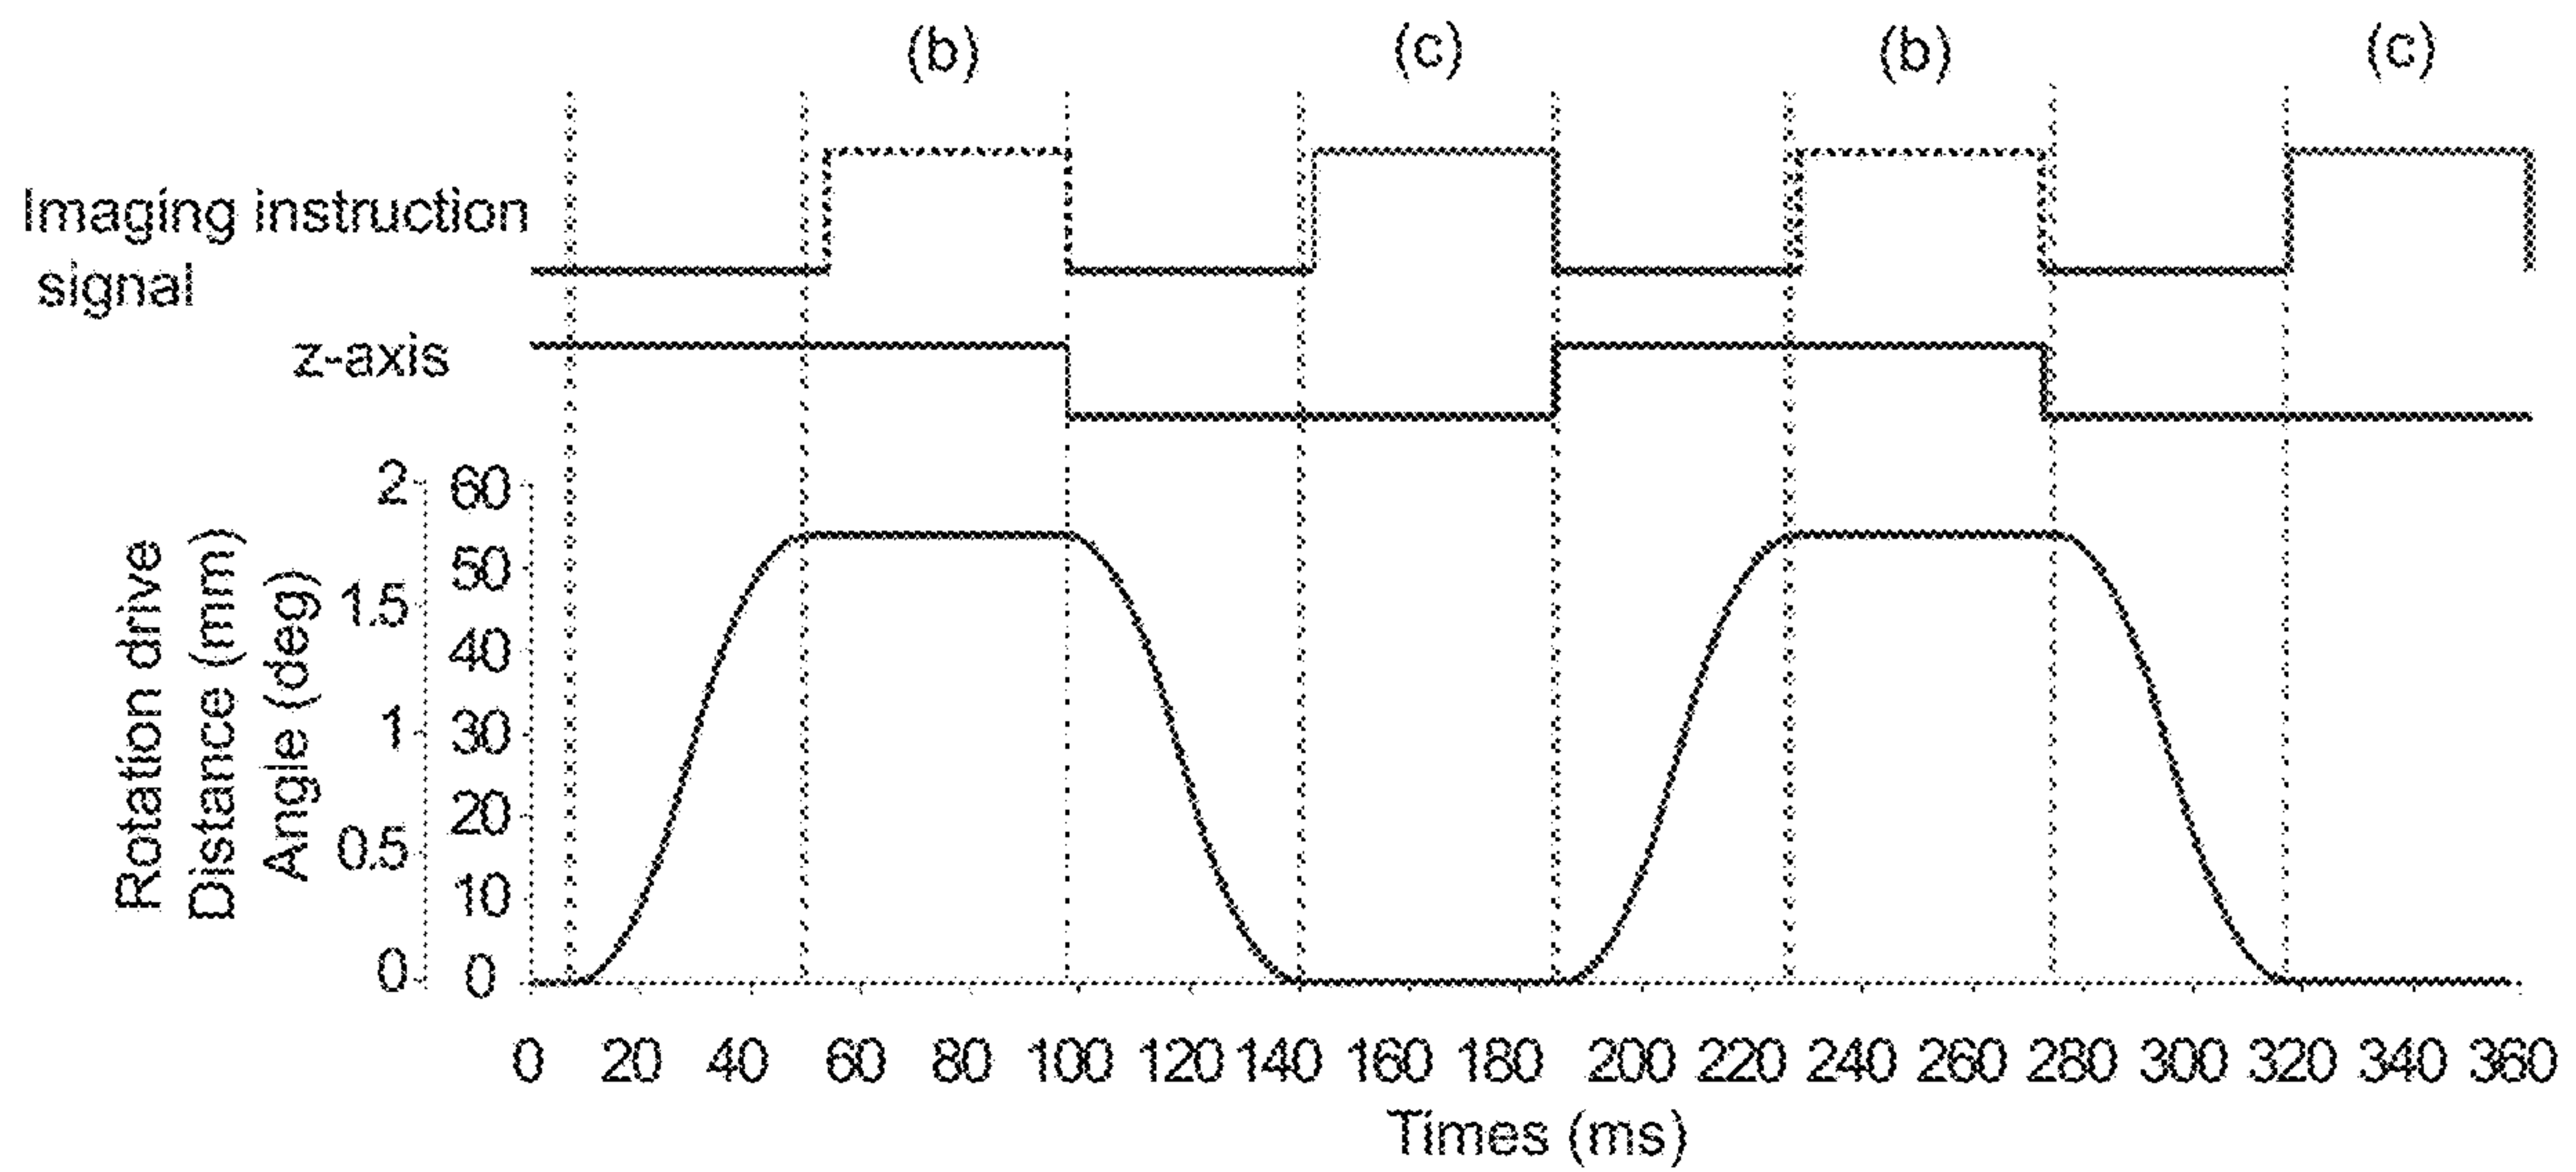 (b) (c) (b) (c)
Imaging instruction
signal
z-axis
Rotation drive
Distance (mm)
Angle (deg)
2
1.5
1
0.5
0
60
50
40
30
20
10
0
0 20 40 60 80 100 120 140 160 180 200 220 240 260 280 300 320 340 360
Times (ms)